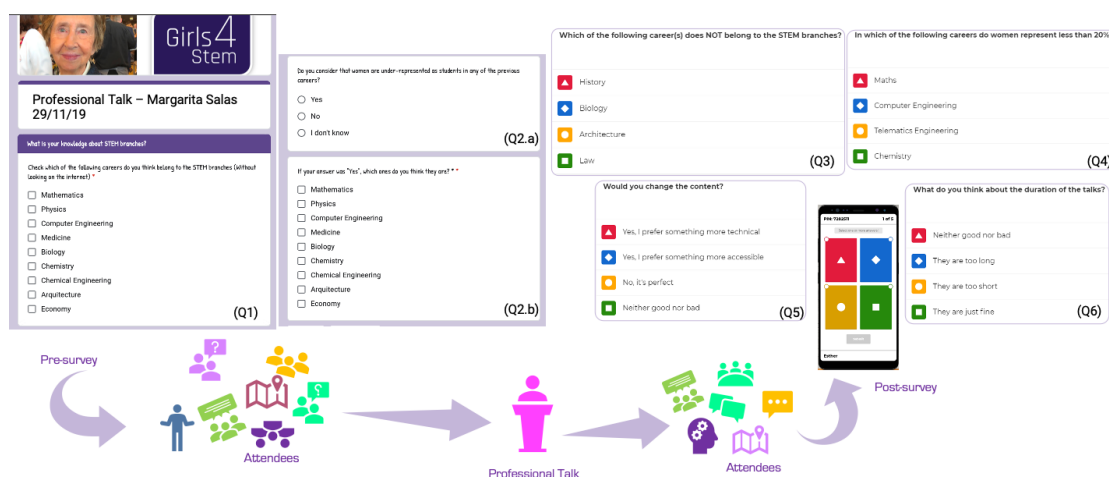 Girls4
Stem
Professional Talk – Margarita Salas
29/11/19
What is your knowledge about STEM branches?
Check which of the following careers do you think belong to the STEM branches (Without
looking on the internet) *
Mathematics
Physics
Computer Engineering
Medicine
Biology
Chemistry
Chemical Engineering
Arquitecture
Economy
(Q1)
Do you consider that women are under-represented as students in any of the previous
careers?
Yes
No
I don't know
(Q2.a)
If your answer was "Yes", which ones do you think they are? * *
Mathematics
Physics
Computer Engineering
Medicine
Biology
Chemistry
Chemical Engineering
Arquitecture
Economy
(Q2.b)
Which of the following career(s) does NOT belong to the STEM branches?
History
Biology
Architecture
Law
(Q3)
In which of the following careers do women represent less than 20%
Maths
Computer Engineering
Telematics Engineering
Chemistry
(Q4)
Would you change the content?
Yes, I prefer something more technical
Yes, I prefer something more accessible
No, it's perfect
Neither good nor bad
(Q5)
1 of 5
Esther
What do you think about the duration of the talks?
Neither good nor bad
They are too long
They are too short
They are just fine
(Q6)
Pre-survey
Attendees
Professional Talk
Attendees
Post-survey